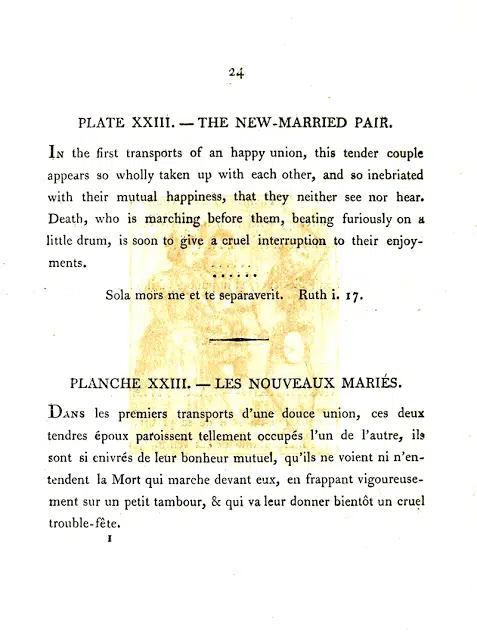 24
PLATE XXIII. — THE NEW-MARRIED PAIR.
In the first transports of an happy union, this tender couple
appears so wholly taken up with each other, and so inebriated
with their mutual happiness, that they neither see nor hear.
Death, who is marching before them, beating furiously on a
little drum, is soon to give a cruel interruption to their enjoy-
ments.
Sola mors me et te separaverit. Ruth i. 17.
PLANCHE XXIII. — LES NOUVEAUX MARIÉS.
Dans les premiers transports d'une douce union, ces deux
tendres époux paroissent tellement occupés l'un de l'autre, ils
sont si enivrés de leur bonheur mutuel, qu'ils ne voient ni n'en-
tendent la Mort qui marche devant eux, en frappant vigoureuse-
ment sur un petit tambour, & qui va leur donner bientôt un cruel
trouble-fête.
I